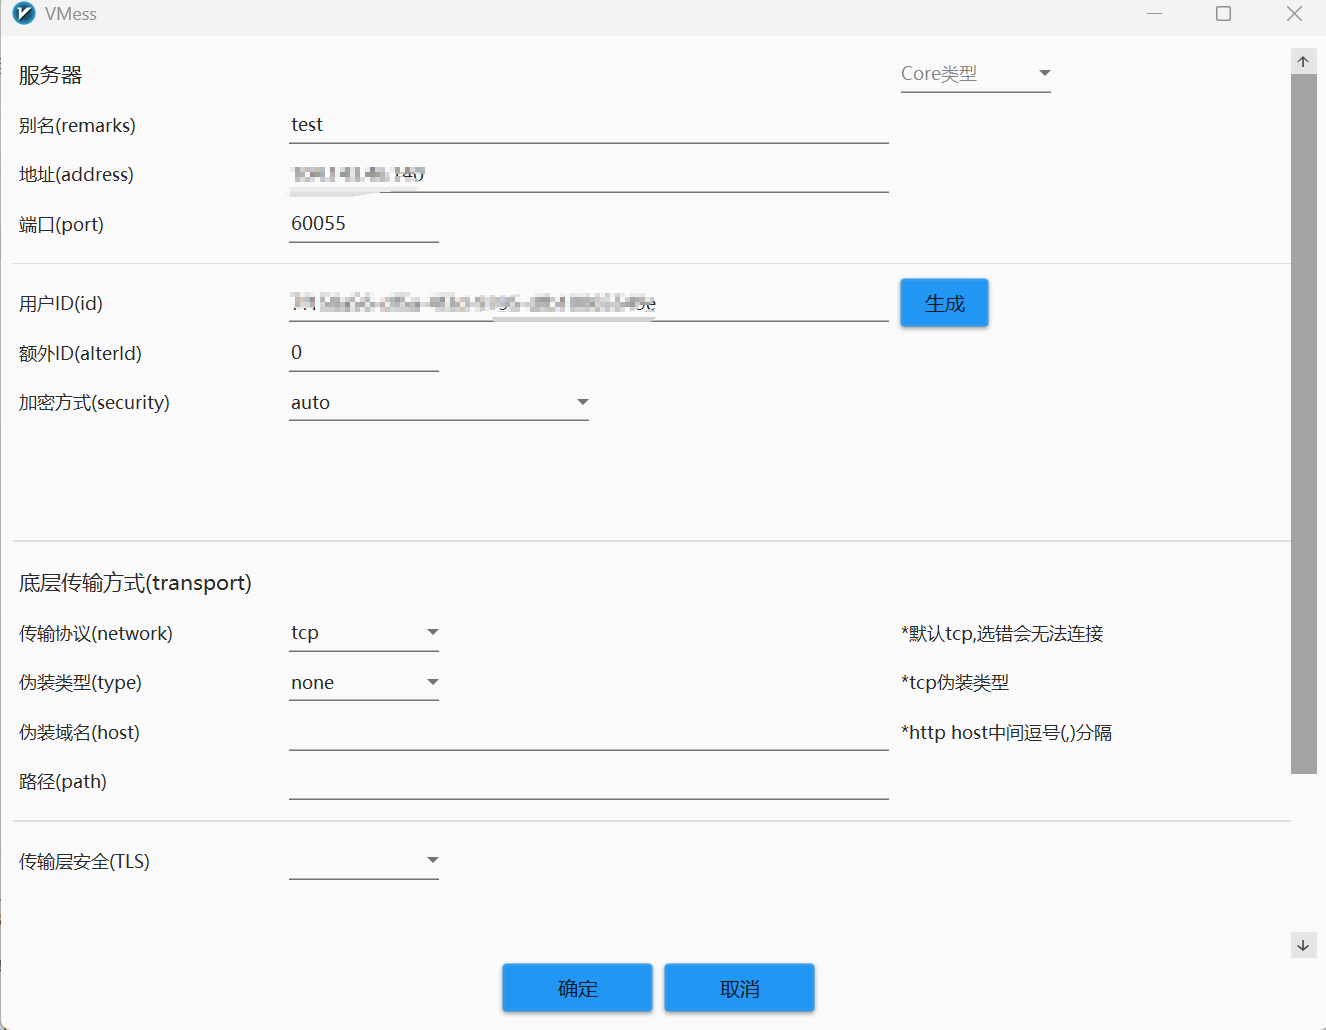 VMess
服务器
Core类型
别名(remarks)
test
地址(address)
端口(port)
60055
用户ID(id)
生成
额外ID(alterId)
0
加密方式(security)
auto
底层传输方式(transport)
传输协议(network)
tcp
*默认tcp,选错会无法连接
伪装类型(type)
none
*tcp伪装类型
伪装域名(host)
*http host中间逗号(,)分隔
路径(path)
传输层安全(TLS)
确定
取消